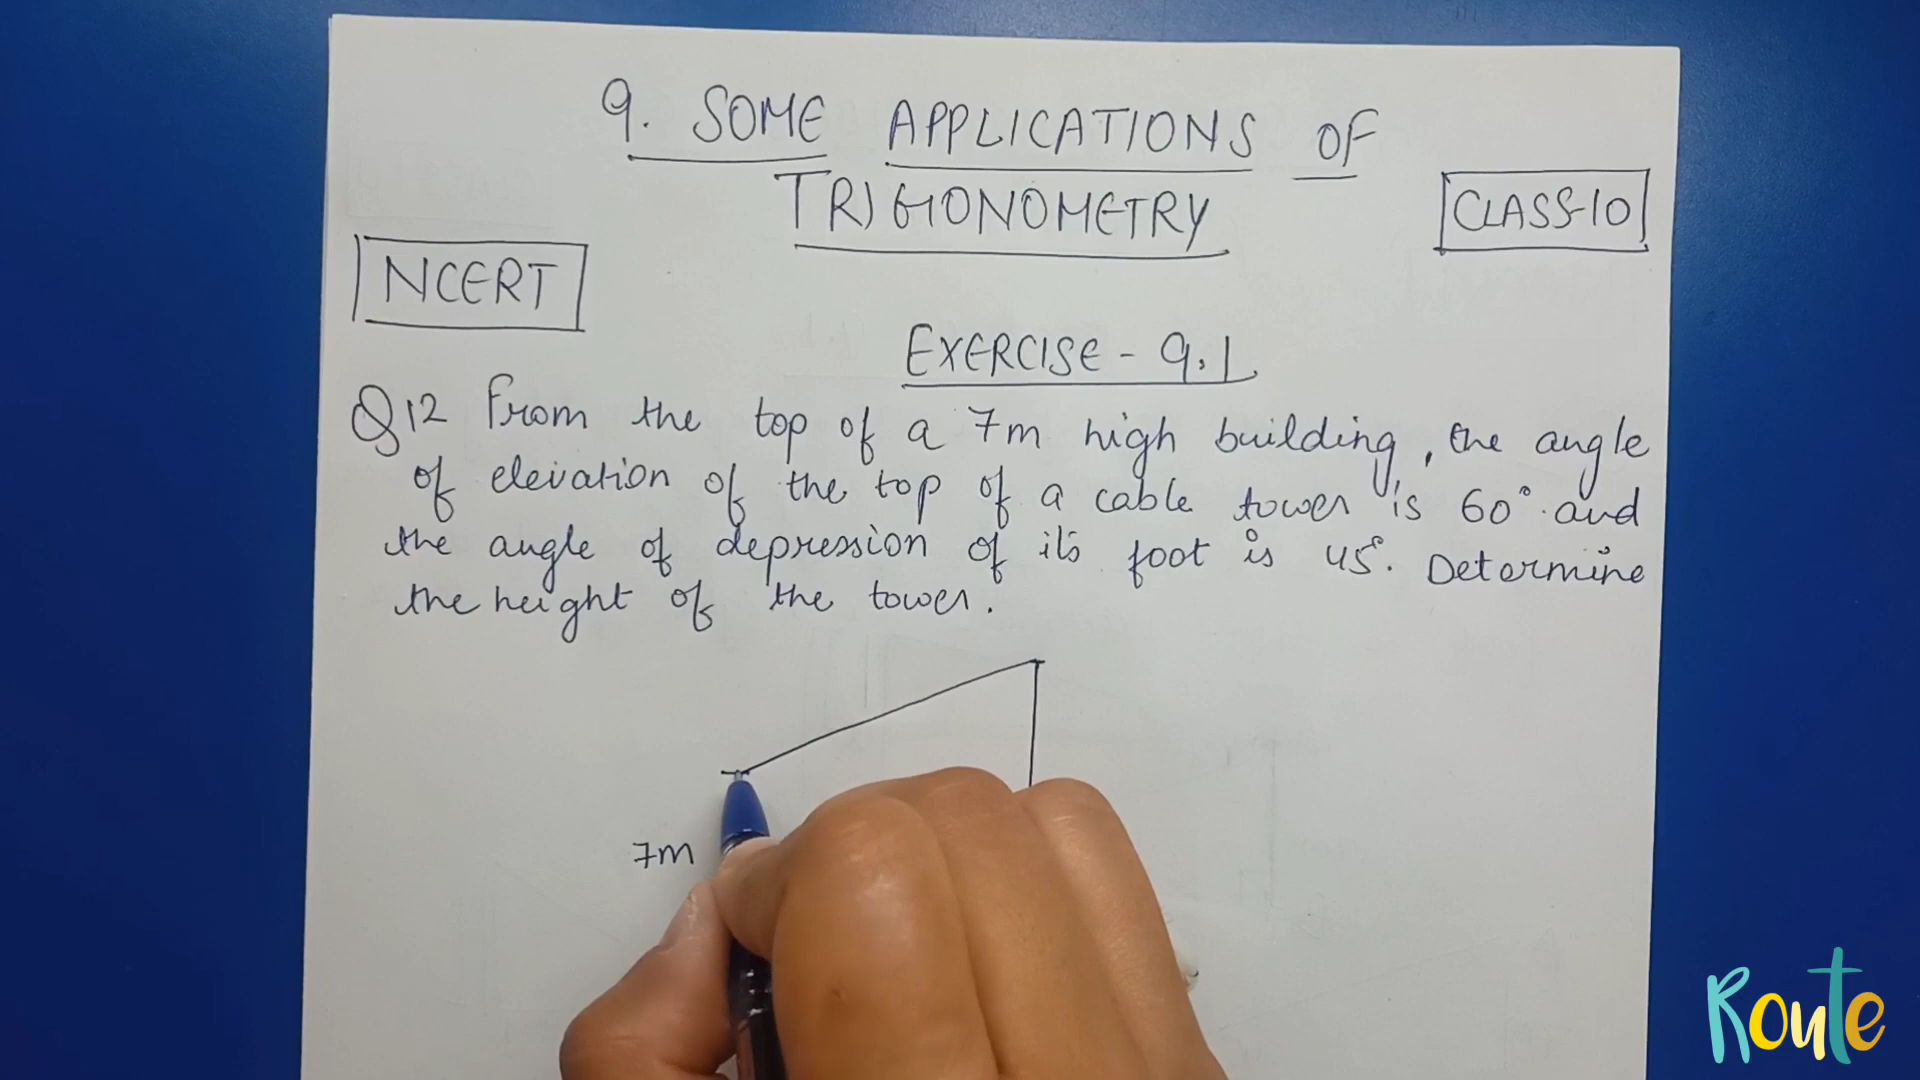 9. SOME APPLICATIONS OF
TRIGONOMETRY
CLASS-10
NCERT
EXERCISE - 9.1
Q12 From the top of a 7m high building, the angle
of elevation of the top of a cable tower is 60° and
the angle of depression of its foot is 45°. Determine
the height of the tower.
7m
Route